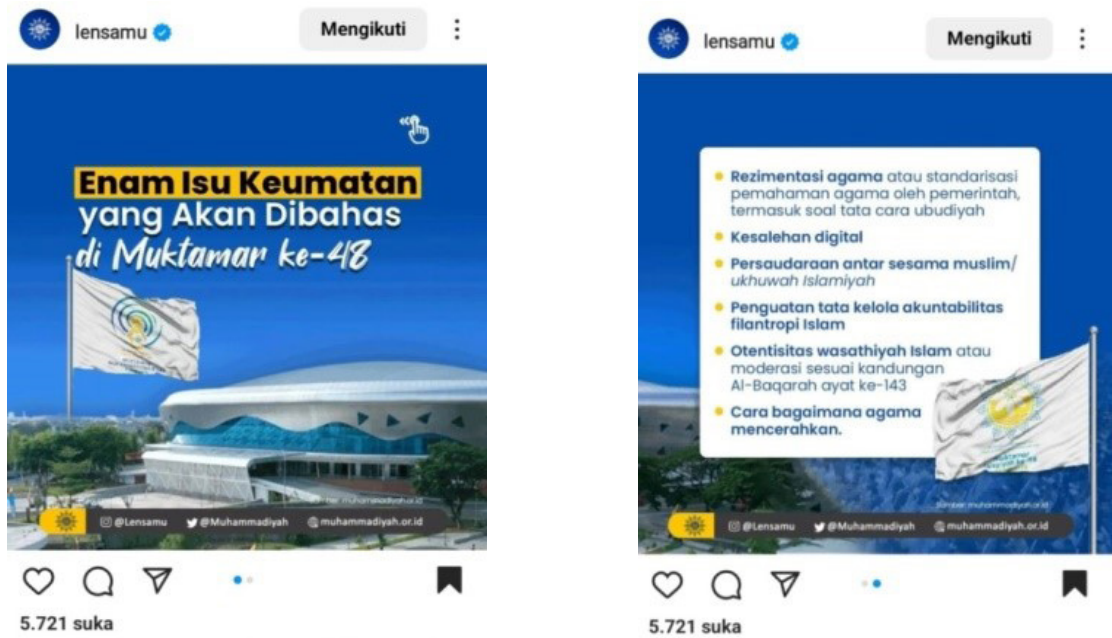 lensamu
Mengikuti
Enam Isu Keumatan
yang Akan Dibahas
di Muktamar ke-48
muhammadiyah.or.id
@Lensamu @Muhammadiyah muhammadiyah.or.id
5.721 suka
lensamu
Mengikuti
Rezimentasi agama atau standarisasi
pemahaman agama oleh pemerintah,
termasuk soal tata cara ubudiyah
Kesalehan digital
Persaudaraan antar sesama muslim/
ukhuwah Islamiyah
Penguatan tata kelola akuntabilitas
filantropi Islam
Otentisitas wasathiyah Islam atau
moderasi sesuai kandungan
Al-Baqarah ayat ke-143
Cara bagaimana agama
mencerahkan.
Sumber: muhammadiyah.or.id
@Lensamu @Muhammadiyah muhammadiyah.or.id
5.721 suka